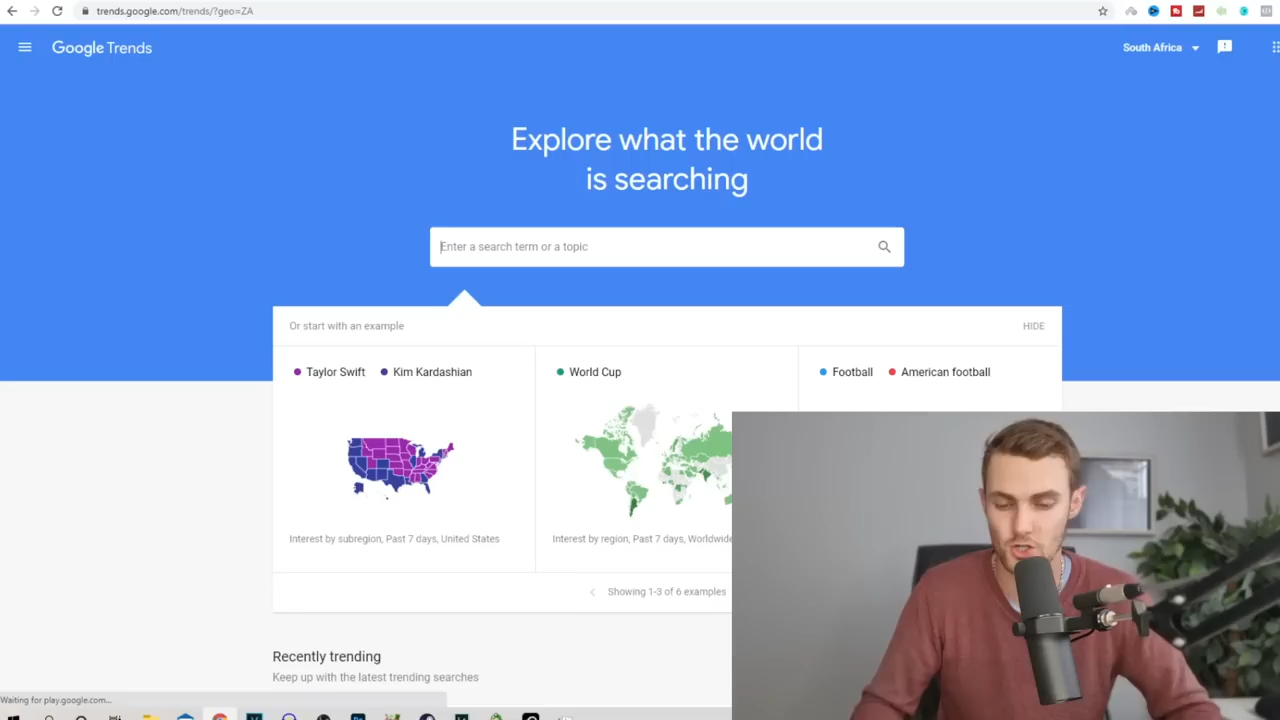 trends.google.com/trends/?geo=ZA
Google Trends
South Africa
Explore what the world
is searching
Enter a search term or a topic
Or start with an example
HIDE
Taylor Swift Kim Kardashian
World Cup
Football American football
Interest by subregion, Past 7 days, United States
Interest by region, Past 7 days, Worldwide
Showing 1-3 of 6 examples
Recently trending
Keep up with the latest trending searches
Waiting for play.google.com...